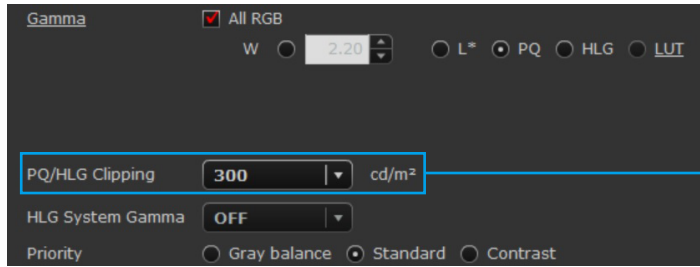 Gamma All RGB
W 2.20 L* PQ HLG LUT
PQ/HLG Clipping 300 cd/m²
HLG System Gamma OFF
Priority Gray balance Standard Contrast